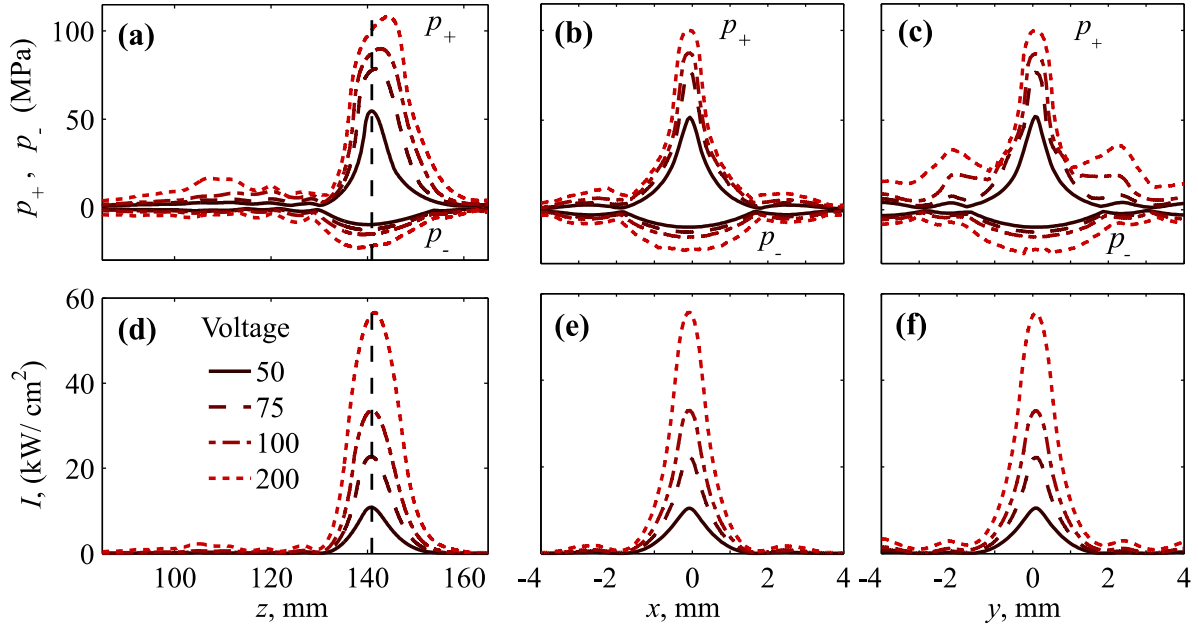 (a) p+
(b) p+
(c) p+
100
50
0
p+ , p- (MPa)
p-
p-
p-
60
40
20
0
I, (kW/ cm²)
(d) Voltage
50
75
100
200
(e)
(f)
100 120 140 160
z, mm
-4 -2 0 2 4
x, mm
-4 -2 0 2 4
y, mm